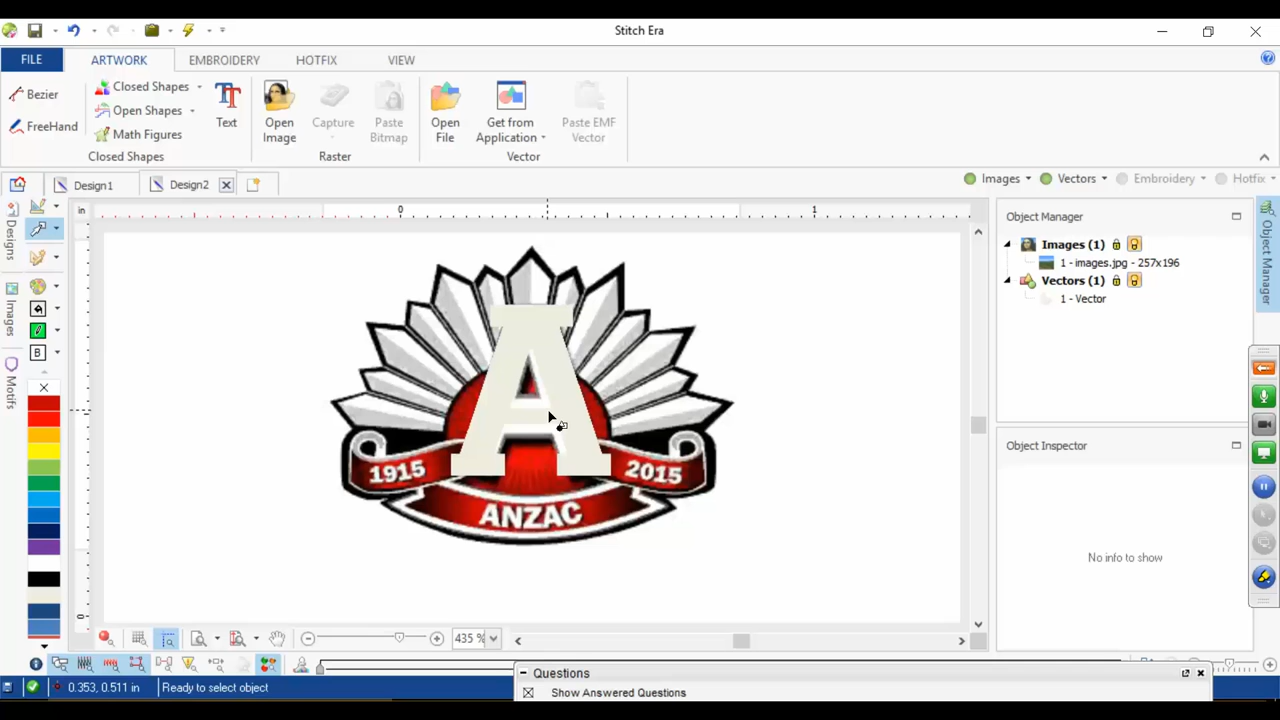 Stitch Era
FILE ARTWORK EMBROIDERY HOTFIX VIEW
Bezier
FreeHand
Closed Shapes
Open Shapes
Math Figures
Closed Shapes
Text
Open Image
Capture
Paste Bitmap
Raster
Open File
Get from Application
Paste EMF Vector
Vector
Design1 Design2
Images Vectors Embroidery Hotfix
in 0 1
Designs
Images
Motifs
B
0
A
1915 2015
ANZAC
Object Manager
Images (1)
1 - images.jpg - 257x196
Vectors (1)
1 - Vector
Object Manager
Object Inspector
No info to show
435 %
Questions
Show Answered Questions
0.353, 0.511 in Ready to select object